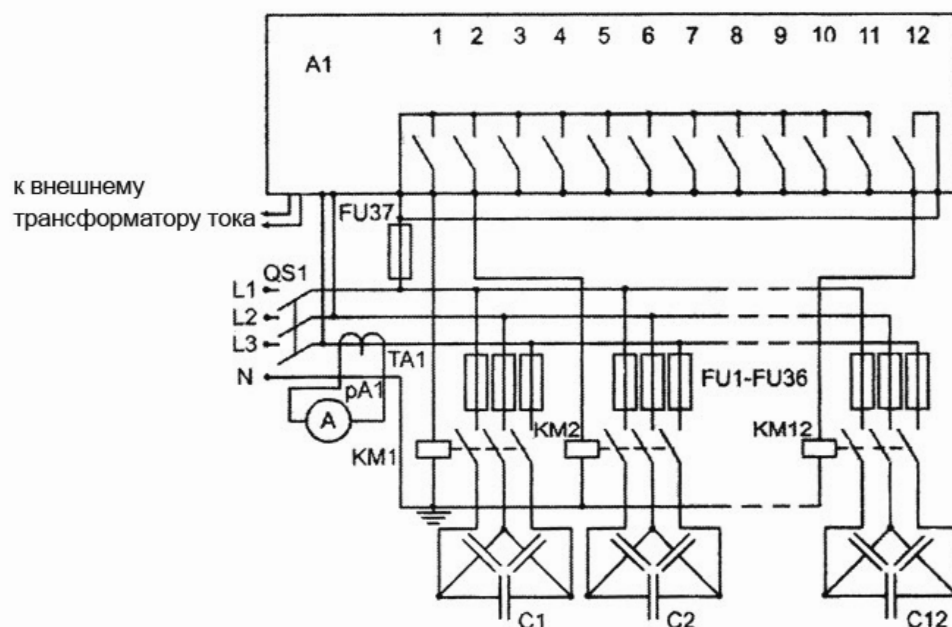 1 2 3 4 5 6 7 8 9 10 11 12
A1
к внешнему
трансформатору тока
FU37
QS1
L1
L2
L3
TA1
N
pA1
FU1-FU36
A
KM1
KM2
KM12
C1
C2
C12